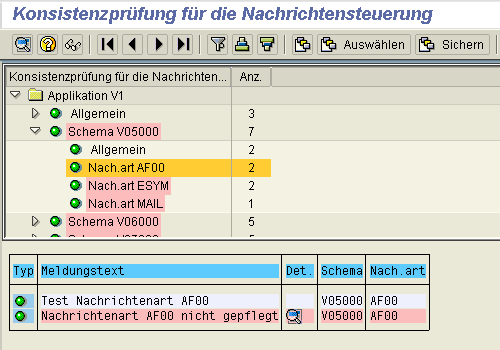 Konsistenzprüfung für die Nachrichtensteuerung
Auswählen Sichern
Konsistenzprüfung für die Nachrichten... Anz.
Applikation V1
Allgemein 3
Schema V05000 7
Allgemein 2
Nach.art AF00 2
Nach.art ESYM 2
Nach.art MAIL 1
Schema V06000 5
Typ Meldungstext Det. Schema Nach.art
Test Nachrichtenart AF00 V05000 AF00
Nachrichtenart AF00 nicht gepflegt V05000 AF00